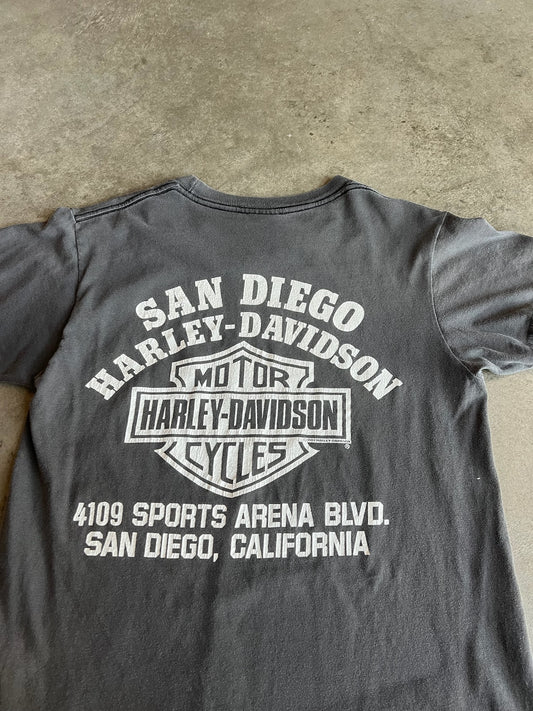 SAN DIEGO
HARLEY-DAVIDSON
MOTOR
HARLEY-DAVIDSON
®
CYCLES
4109 SPORTS ARENA BLVD.
SAN DIEGO, CALIFORNIA